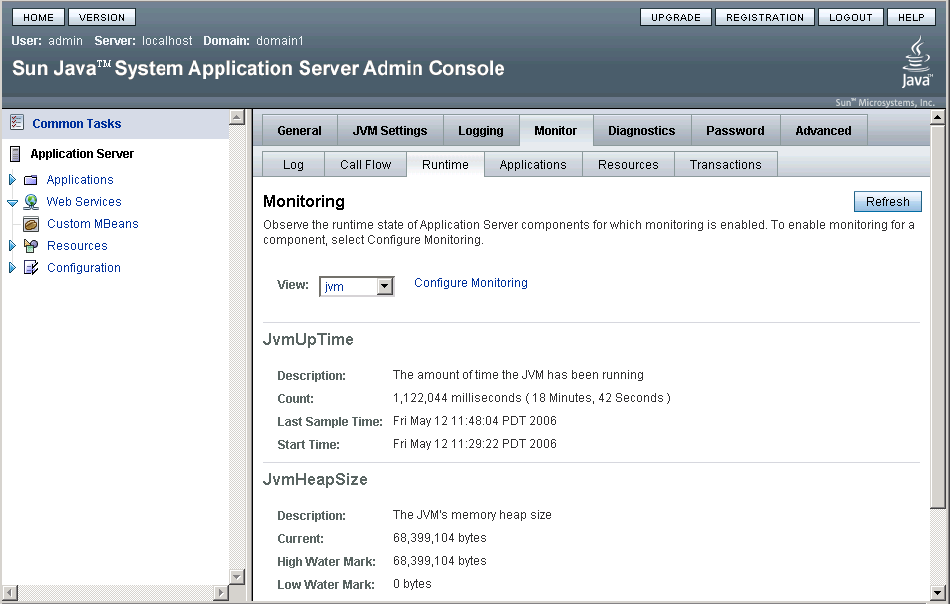 HOME VERSION UPGRADE REGISTRATION LOGOUT HELP
User: admin Server: localhost Domain: domain1
Sun Java™ System Application Server Admin Console
Java™
Sun™ Microsystems, Inc.
Common Tasks
Application Server
Applications
Web Services
Custom MBeans
Resources
Configuration
General JVM Settings Logging Monitor Diagnostics Password Advanced
Log Call Flow Runtime Applications Resources Transactions
Monitoring
Refresh
Observe the runtime state of Application Server components for which monitoring is enabled. To enable monitoring for a
component, select Configure Monitoring.
View: jvm Configure Monitoring
JvmUpTime
Description: The amount of time the JVM has been running
Count: 1,122,044 milliseconds ( 18 Minutes, 42 Seconds )
Last Sample Time: Fri May 12 11:48:04 PDT 2006
Start Time: Fri May 12 11:29:22 PDT 2006
JvmHeapSize
Description: The JVM's memory heap size
Current: 68,399,104 bytes
High Water Mark: 68,399,104 bytes
Low Water Mark: 0 bytes